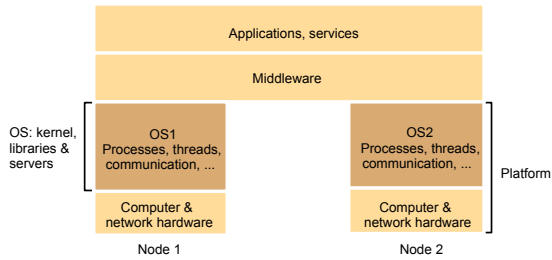 Applications, services
Middleware
OS: kernel,
libraries &
servers
OS1
Processes, threads,
communication, ...
OS2
Processes, threads,
communication, ...
Platform
Computer &
network hardware
Computer &
network hardware
Node 1
Node 2